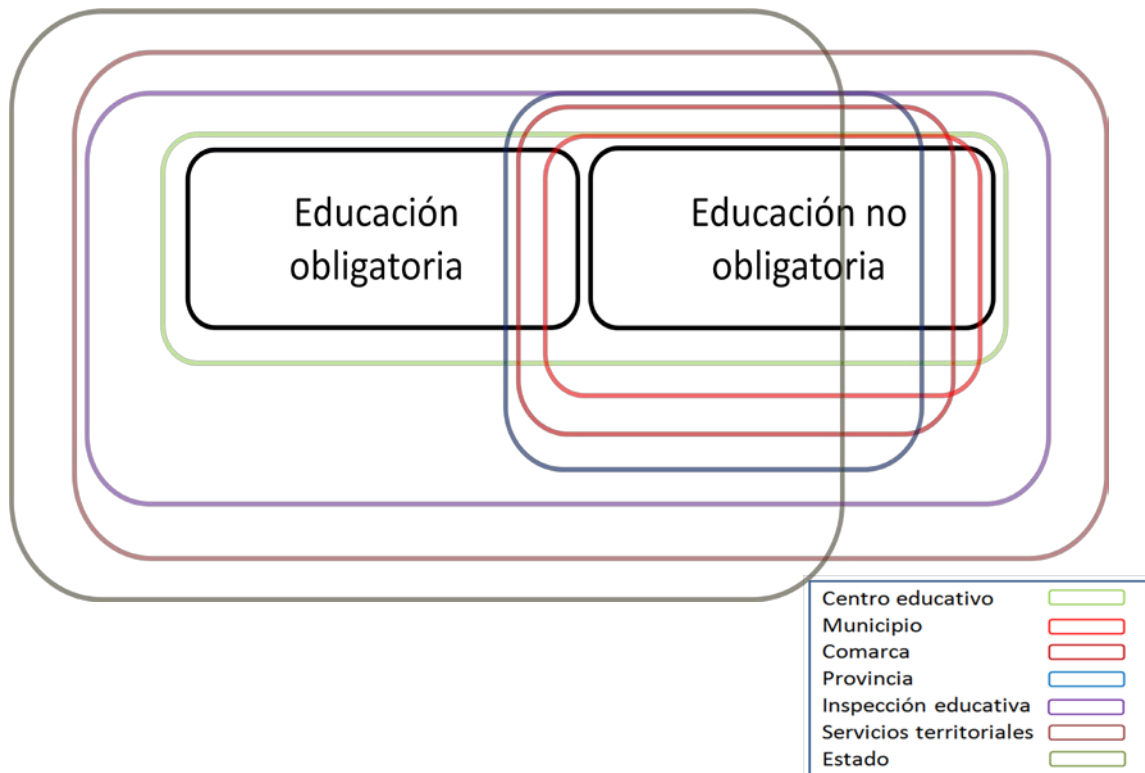 Educación
obligatoria
Educación no
obligatoria
Centro educativo
Municipio
Comarca
Provincia
Inspección educativa
Servicios territoriales
Estado